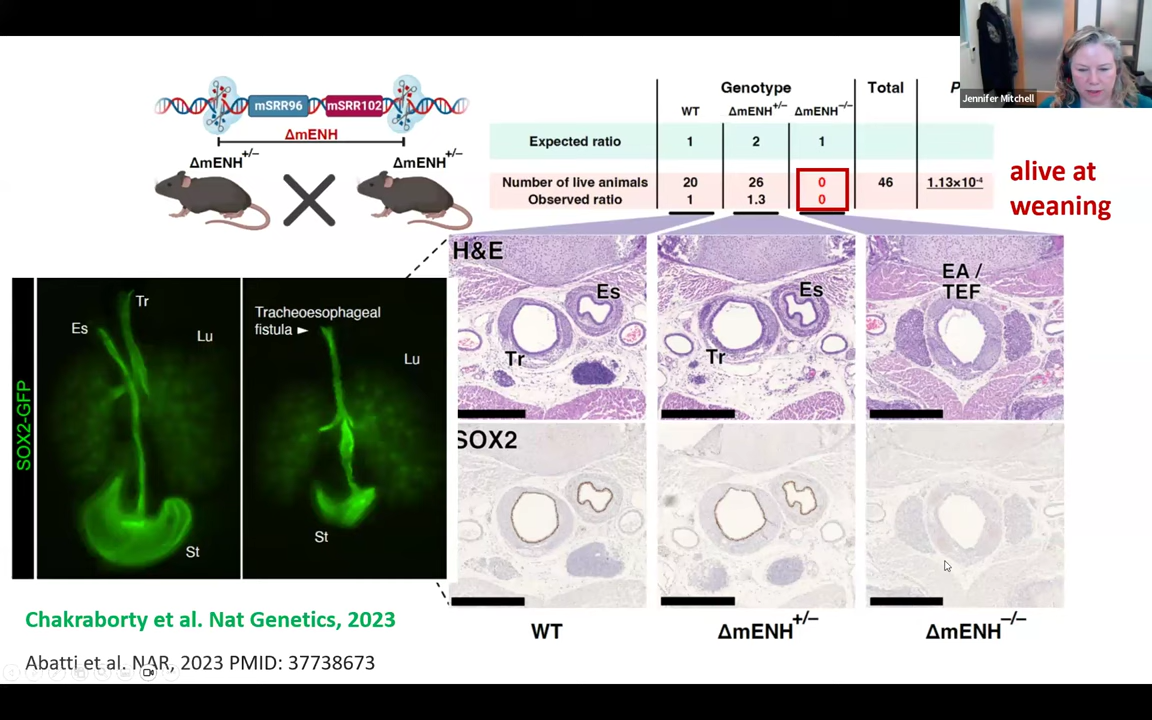 Jennifer Mitchell
mSRR96
mSRR102
ΔmENH
ΔmENH+/–
ΔmENH+/–
Genotype
Total
P
WT
ΔmENH+/–
ΔmENH–/–
Expected ratio
1
2
1
Number of live animals
20
26
0
46
1.13×10-4
Observed ratio
1
1.3
0
alive at
weaning
SOX2-GFP
Tr
Es
Lu
St
Tracheoesophageal
fistula ►
Lu
St
H&E
Es
Tr
Es
Tr
EA /
TEF
SOX2
WT
ΔmENH+/–
ΔmENH–/–
Chakraborty et al. Nat Genetics, 2023
Abatti et al. NAR, 2023 PMID: 37738673